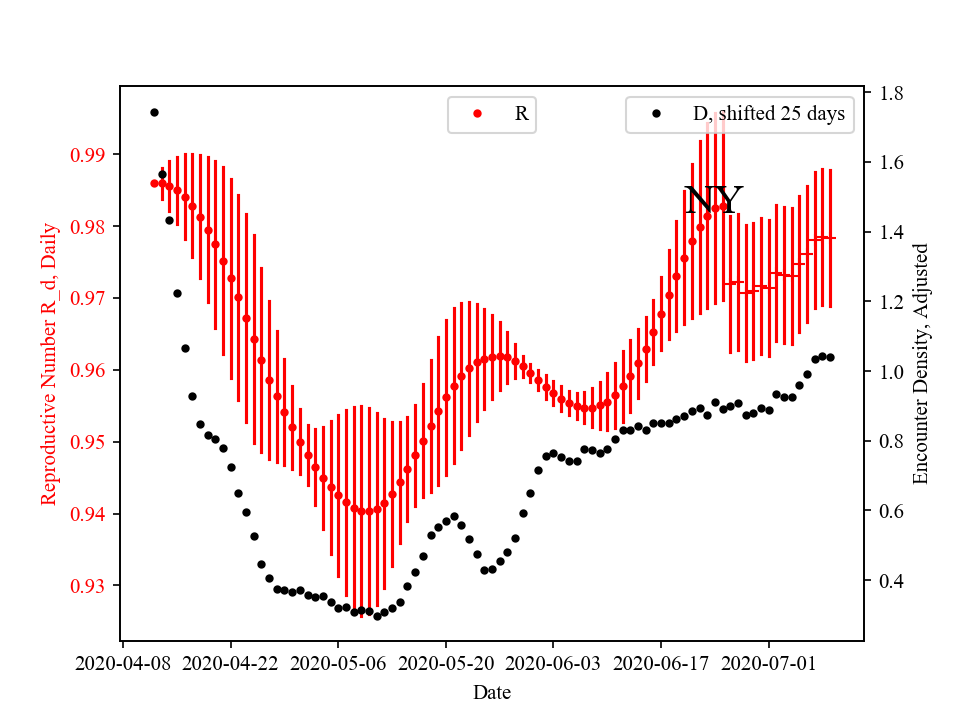 R
D, shifted 25 days
NY
Reproductive Number R_d, Daily
0.99
0.98
0.97
0.96
0.95
0.94
0.93
1.8
1.6
1.4
1.2
1.0
0.8
0.6
0.4
Encounter Density, Adjusted
2020-04-08 2020-04-22 2020-05-06 2020-05-20 2020-06-03 2020-06-17 2020-07-01
Date